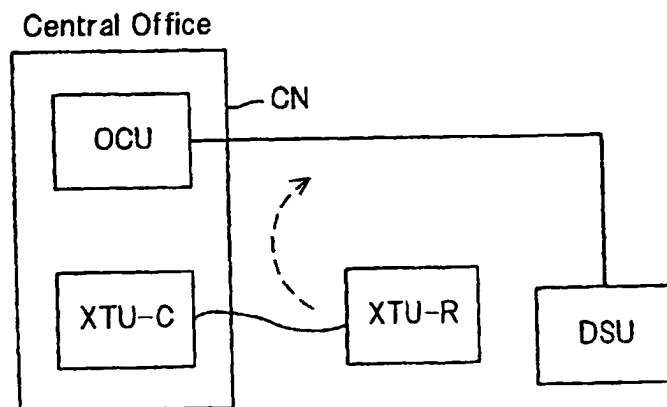 Central Office
CN
OCU
XTU-C
XTU-R
DSU